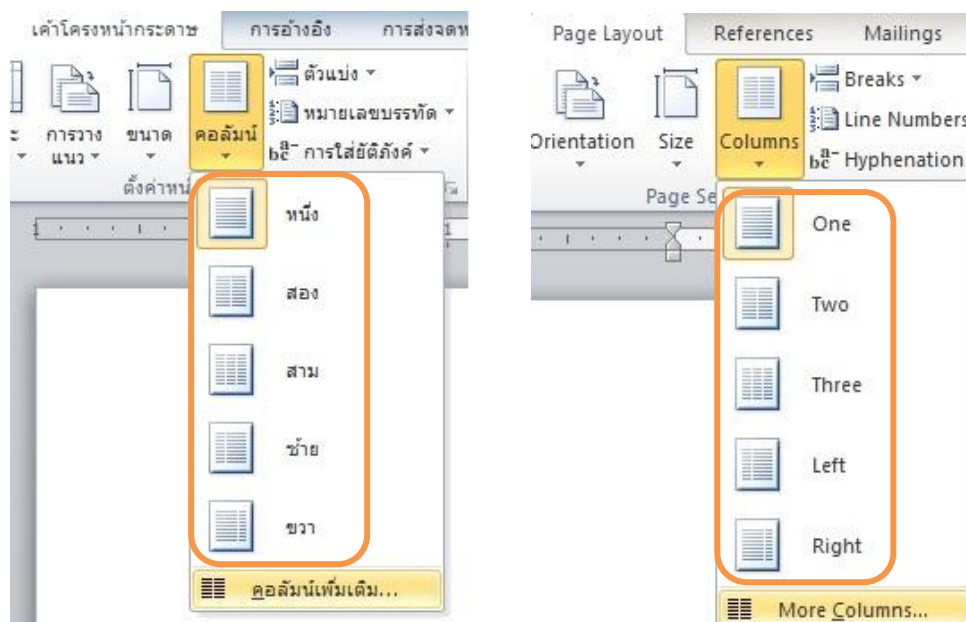 เค้าโครงหน้ากระดาษ การอ้างอิง
ตัวแบ่ง
หมายเลขบรรทัด
การใส่ยัติภังค์
การวาง
แนว
ขนาด
คอลัมน์
หนึ่ง
สอง
สาม
ซ้าย
ขวา
คอลัมน์เพิ่มเติม...
Page Layout References Mailings
Breaks
Line Numbers
Hyphenation
Orientation Size Columns
One
Two
Three
Left
Right
More Columns...